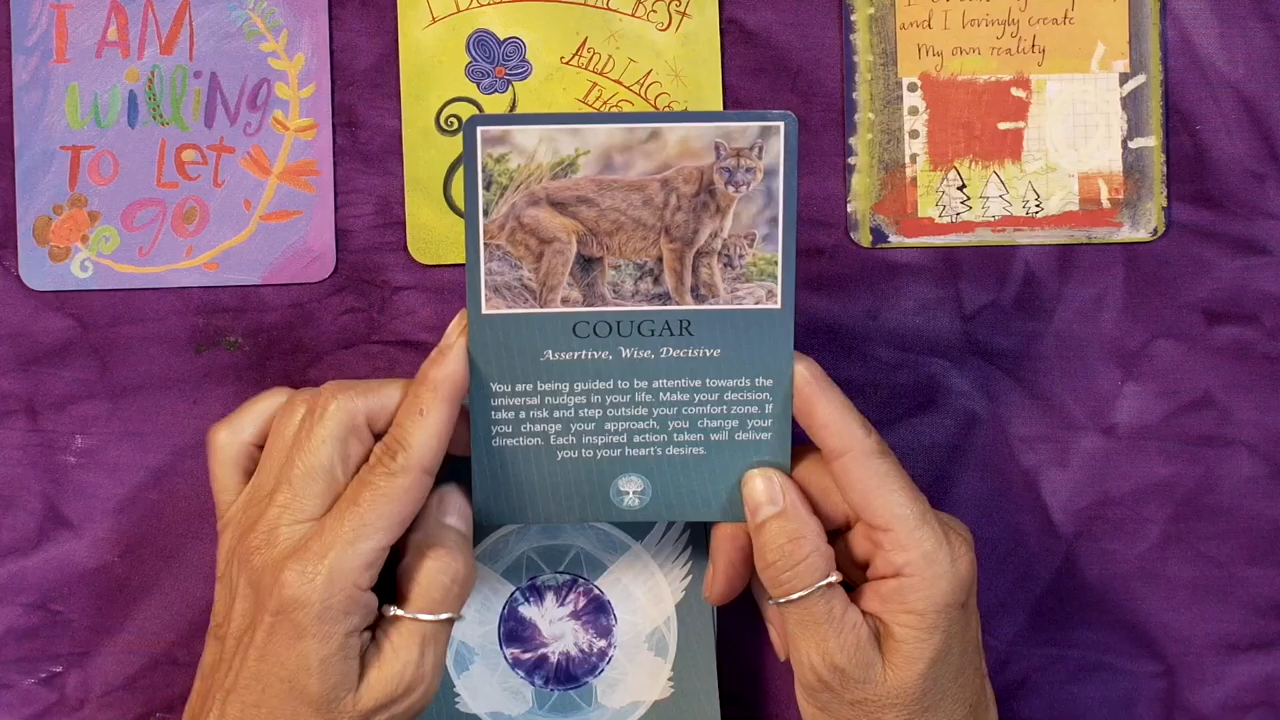 I AM
willing
TO Let
go
BEST
AND I
LIFE
and I lovingly create
My own reality
COUGAR
Assertive, Wise, Decisive
You are being guided to be attentive towards the
universal nudges in your life. Make your decision,
take a risk and step outside your comfort zone. If
you change your approach, you change your
direction. Each inspired action taken will deliver
you to your heart's desires.